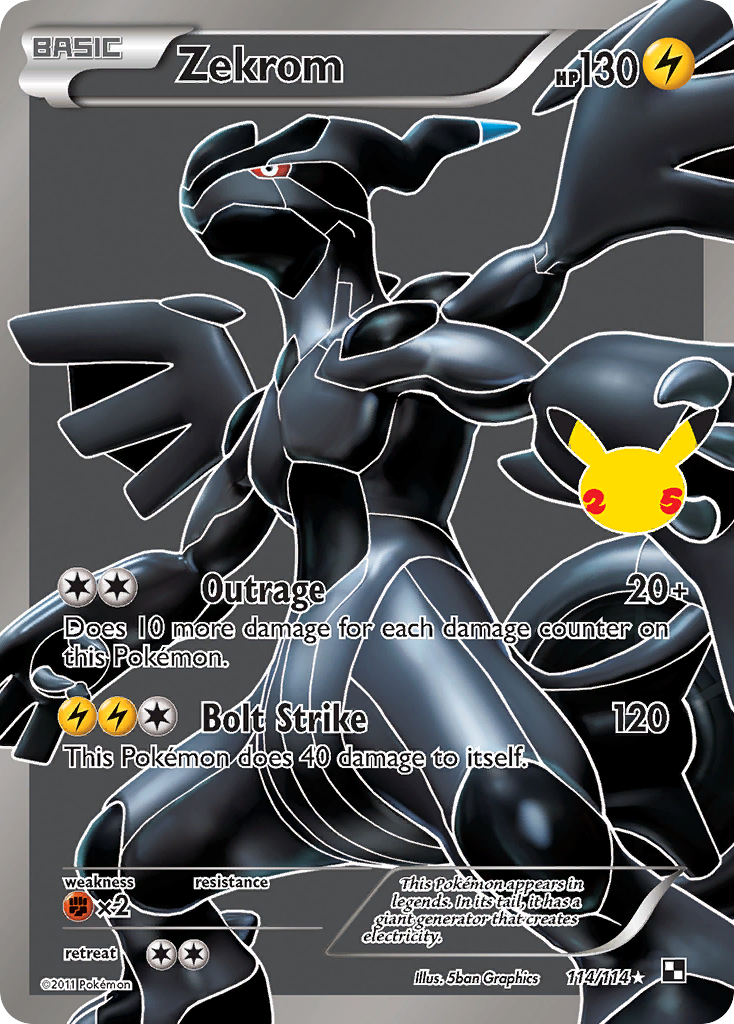 BASIC
Zekrom
HP130
2 5
Outrage 20+
Does 10 more damage for each damage counter on
this Pokémon.
Bolt Strike 120
This Pokémon does 40 damage to itself.
weakness resistance
×2
This Pokémon appears in
legends. In its tail, it has a
giant generator that creates
electricity.
retreat
©2011 Pokémon
Illus. 5ban Graphics
114/114★